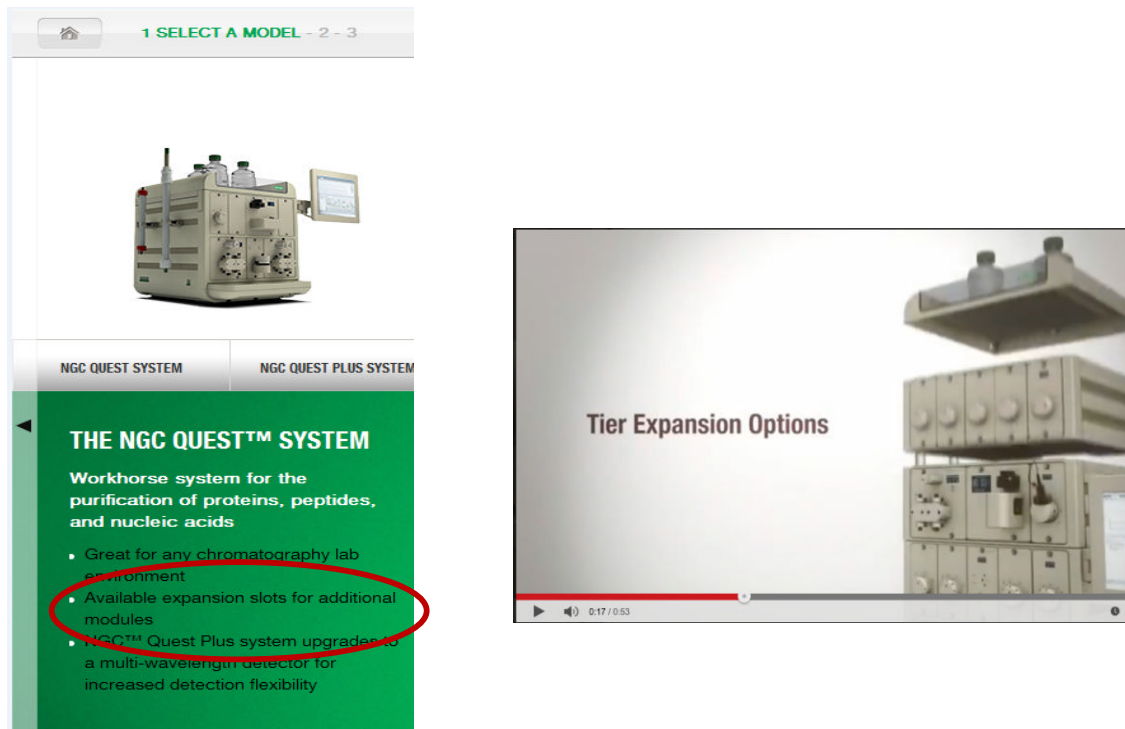 1 SELECT A MODEL - 2 - 3
NGC QUEST SYSTEM
NGC QUEST PLUS SYSTEM
THE NGC QUEST™ SYSTEM
Workhorse system for the
purification of proteins, peptides,
and nucleic acids
Great for any chromatography lab
environment
Available expansion slots for additional
modules
NGC™ Quest Plus system upgrades to
a multi-wavelength detector for
increased detection flexibility
Tier Expansion Options
0:17 / 0:53